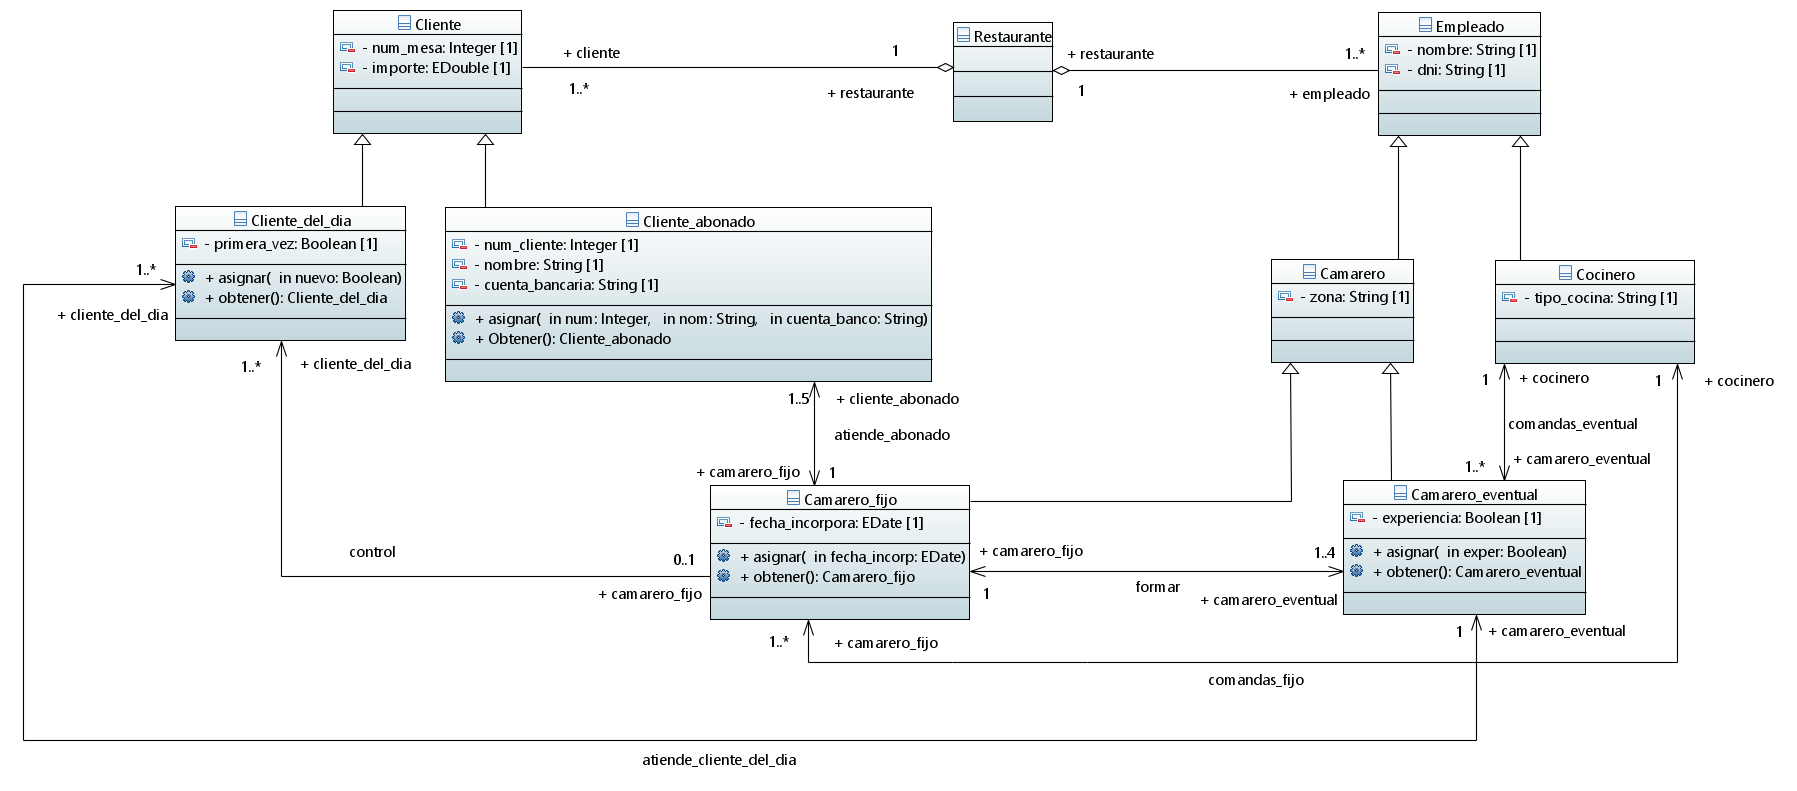 Cliente
- num_mesa: Integer [1]
- importe: EDouble [1]
+ cliente
1..*
1
+ restaurante
Restaurante
+ restaurante
1
1..*
+ empleado
Empleado
- nombre: String [1]
- dni: String [1]
Cliente_del_dia
- primera_vez: Boolean [1]
+ asignar(  in nuevo: Boolean)
+ obtener(): Cliente_del_dia
1..*
+ cliente_del_dia
1..*
+ cliente_del_dia
Cliente_abonado
- num_cliente: Integer [1]
- nombre: String [1]
- cuenta_bancaria: String [1]
+ asignar(  in num: Integer,   in nom: String,   in cuenta_banco: String)
+ Obtener(): Cliente_abonado
1..5
+ cliente_abonado
atiende_abonado
+ camarero_fijo
1
Camarero
- zona: String [1]
Cocinero
- tipo_cocina: String [1]
1
+ cocinero
1
+ cocinero
comandas_eventual
1..*
+ camarero_eventual
Camarero_fijo
- fecha_incorpora: EDate [1]
+ asignar(  in fecha_incorp: EDate)
+ obtener(): Camarero_fijo
control
0..1
+ camarero_fijo
+ camarero_fijo
1
formar
1..4
+ camarero_eventual
Camarero_eventual
- experiencia: Boolean [1]
+ asignar(  in exper: Boolean)
+ obtener(): Camarero_eventual
1..*
+ camarero_fijo
1
+ camarero_eventual
comandas_fijo
atiende_cliente_del_dia